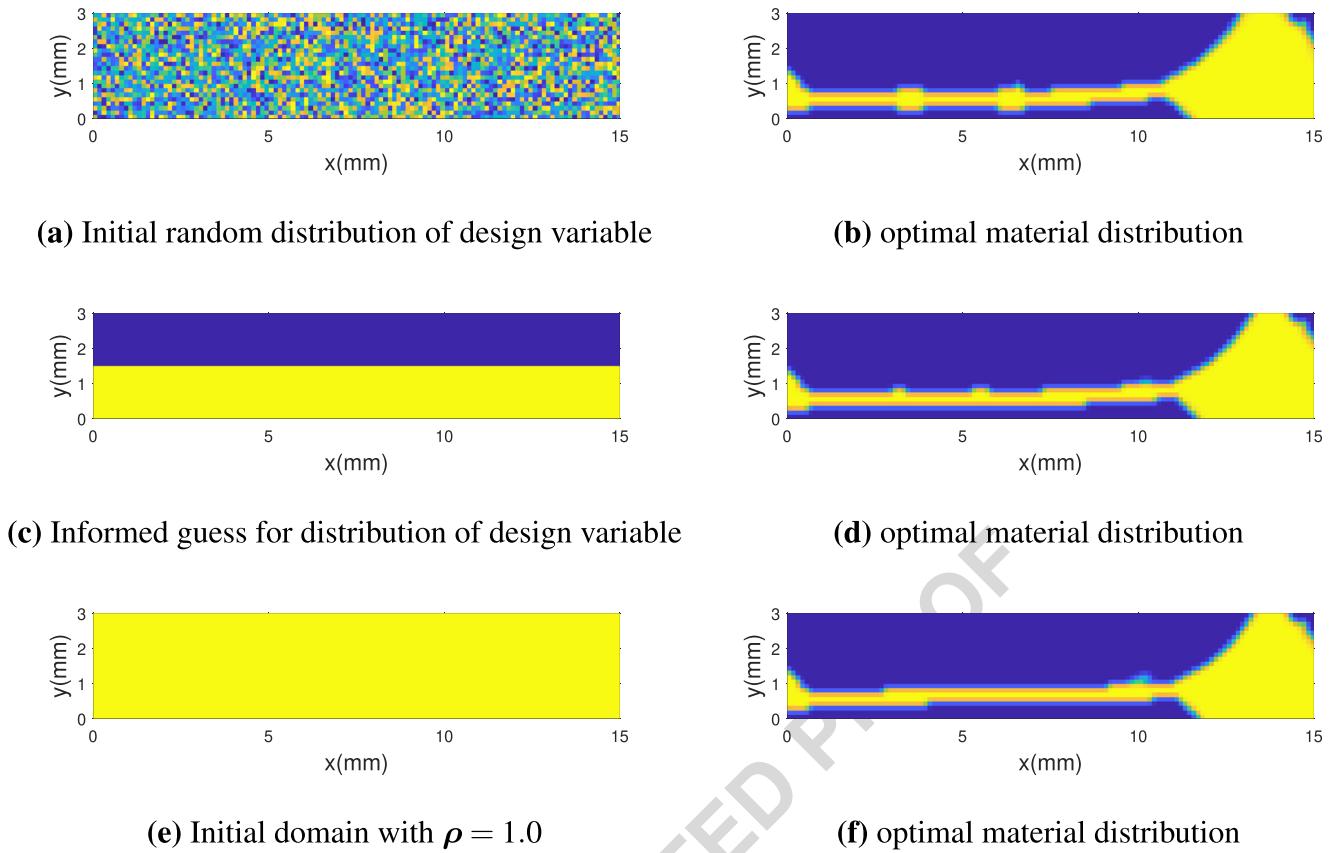 3
2
1
0
y(mm)
0 5 10 15
x(mm)
3
2
1
0
y(mm)
0 5 10 15
x(mm)
(a) Initial random distribution of design variable
(b) optimal material distribution
3
2
1
0
y(mm)
0 5 10 15
x(mm)
3
2
1
0
y(mm)
0 5 10 15
x(mm)
(c) Informed guess for distribution of design variable
(d) optimal material distribution
3
2
1
0
y(mm)
0 5 10 15
x(mm)
3
2
1
0
y(mm)
0 5 10 15
x(mm)
(e) Initial domain with ρ = 1.0
(f) optimal material distribution